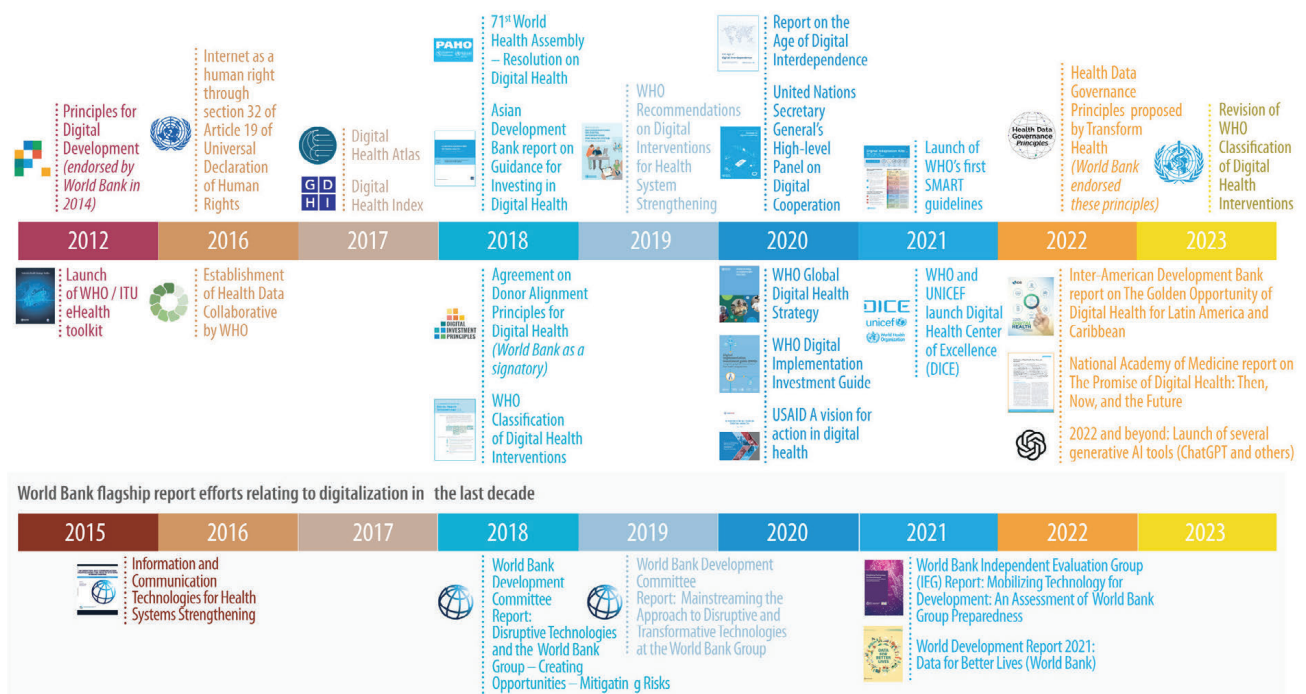 Principles for
Digital
Development
(endorsed by
World Bank in
2014)
Internet as a
human right
through
section 32 of
Article 19 of
Universal
Declaration
of Human
Rights
Digital
Health Atlas
GD
HI
Digital
Health Index
PAHO
71st World
Health Assembly
– Resolution on
Digital Health
Asian
Development
Bank report on
Guidance for
Investing in
Digital Health
WHO
Recommendations
on Digital
Interventions
for Health
System
Strengthening
Report on the
Age of Digital
Interdependence
United Nations
Secretary
General's
High-level
Panel on
Digital
Cooperation
Launch of
WHO's first
SMART
guidelines
Health Data
Governance
Principles
Health Data
Governance
Principles proposed
by Transform
Health
(World Bank
endorsed
these principles)
Revision of
WHO
Classification
of Digital
Health
Interventions
2012 2016 2017 2018 2019 2020 2021 2022 2023
Launch
of WHO / ITU
eHealth
toolkit
Establishment
of Health Data
Collaborative
by WHO
DIGITAL
INVESTMENT
PRINCIPLES
Agreement on
Donor Alignment
Principles for
Digital Health
(World Bank as a
signatory)
WHO
Classification
of Digital Health
Interventions
WHO Global
Digital Health
Strategy
WHO Digital
Implementation
Investment Guide
USAID A vision for
action in digital
health
DICE
unicef
World Health
Organization
WHO and
UNICEF
launch Digital
Health Center
of Excellence
(DICE)
Inter-American Development Bank
report on The Golden Opportunity of
Digital Health for Latin America and
Caribbean
National Academy of Medicine report on
The Promise of Digital Health: Then,
Now, and the Future
2022 and beyond: Launch of several
generative AI tools (ChatGPT and others)
World Bank flagship report efforts relating to digitalization in the last decade
2015 2016 2017 2018 2019 2020 2021 2022 2023
Information and
Communication
Technologies for Health
Systems Strengthening
World Bank
Development
Committee
Report:
Disruptive Technologies
and the World Bank
Group – Creating
Opportunities – Mitigatin g Risks
World Bank Development
Committee
Report: Mainstreaming the
Approach to Disruptive and
Transformative Technologies
at the World Bank Group
World Bank Independent Evaluation Group
(IFG) Report: Mobilizing Technology for
Development: An Assessment of World Bank
Group Preparedness
DATA
FOR BETTER
LIVES
World Development Report 2021:
Data for Better Lives (World Bank)